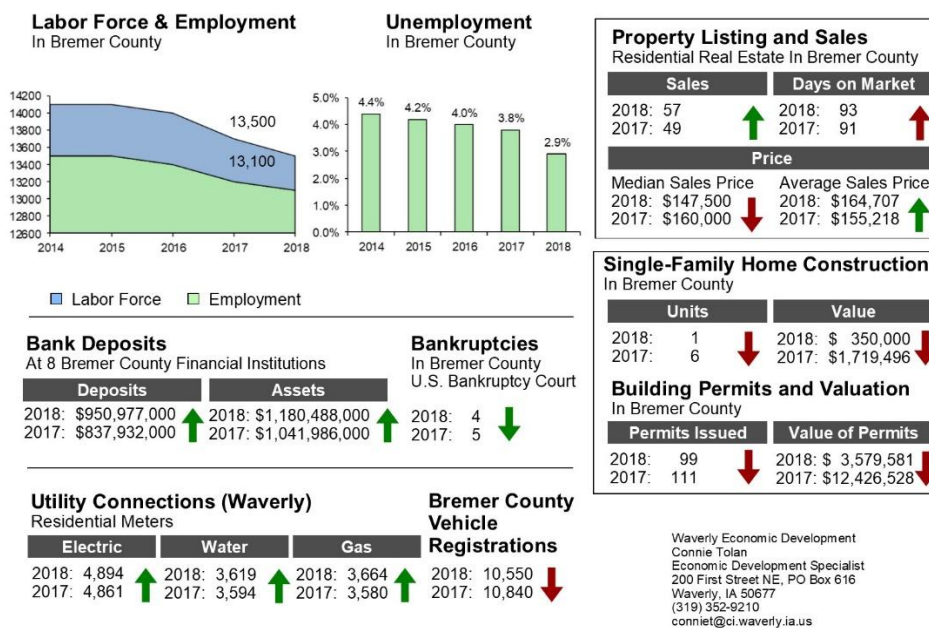 Labor Force & Employment
In Bremer County
14200
14000
13800
13600
13400
13200
13000
12800
12600
13,500
13,100
2014 2015 2016 2017 2018
Labor Force Employment
Unemployment
In Bremer County
5.0%
4.0%
3.0%
2.0%
1.0%
0.0%
4.4% 4.2% 4.0% 3.8% 2.9%
2014 2015 2016 2017 2018
Property Listing and Sales
Residential Real Estate In Bremer County
Sales Days on Market
2018: 57 2018: 93
2017: 49 2017: 91
Price
Median Sales Price Average Sales Price
2018: $147,500 2018: $164,707
2017: $160,000 2017: $155,218
Single-Family Home Construction
In Bremer County
Units Value
2018: 1 2018: $ 350,000
2017: 6 2017: $1,719,496
Building Permits and Valuation
In Bremer County
Permits Issued Value of Permits
2018: 99 2018: $ 3,579,581
2017: 111 2017: $12,426,528
Bank Deposits
At 8 Bremer County Financial Institutions
Deposits Assets
2018: $950,977,000 2018: $1,180,488,000
2017: $837,932,000 2017: $1,041,986,000
Bankruptcies
In Bremer County
U.S. Bankruptcy Court
2018: 4
2017: 5
Utility Connections (Waverly)
Residential Meters
Electric Water Gas
2018: 4,894 2018: 3,619 2018: 3,664
2017: 4,861 2017: 3,594 2017: 3,580
Bremer County
Vehicle
Registrations
2018: 10,550
2017: 10,840
Waverly Economic Development
Connie Tolan
Economic Development Specialist
200 First Street NE, PO Box 616
Waverly, IA 50677
(319) 352-9210
conniet@ci.waverly.ia.us